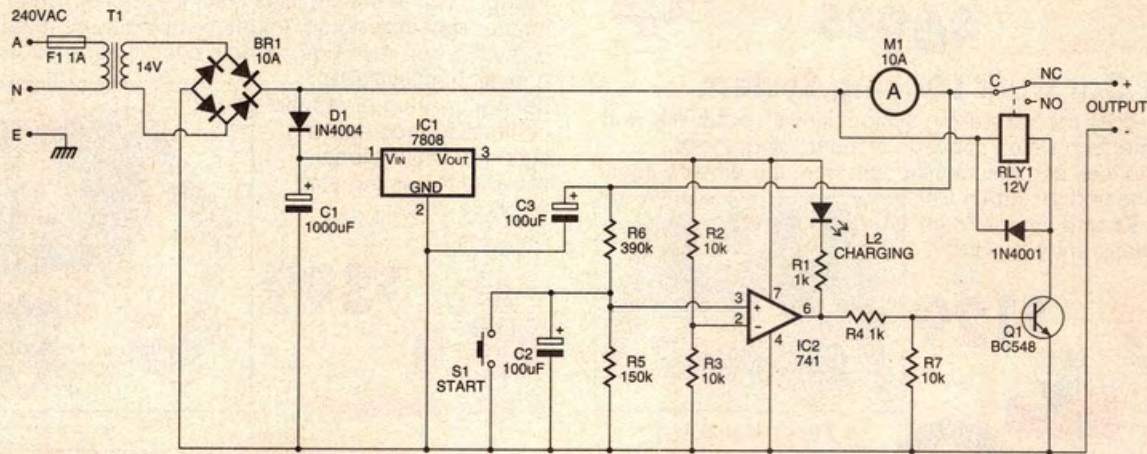 240VAC
T1
A
F1 1A
N
E
14V
BR1
10A
D1
IN4004
IC1
7808
1
VIN
VOUT
3
GND
2
+
C1
1000uF
+
C3
100uF
R6
390k
R2
10k
L2
CHARGING
R1
1k
M1
10A
A
C
NC
NO
+
OUTPUT
-
RLY1
12V
1N4001
S1
START
+
C2
100uF
R5
150k
R3
10k
3
+
2
−
7
6
4
IC2
741
R4 1k
R7
10k
Q1
BC548